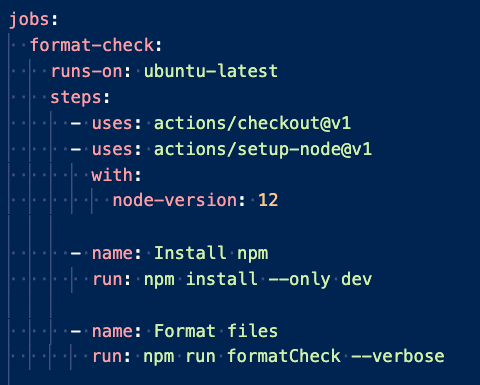 jobs:
  format-check:
    runs-on: ubuntu-latest
    steps:
      - uses: actions/checkout@v1
      - uses: actions/setup-node@v1
        with:
          node-version: 12

      - name: Install npm
        run: npm install --only dev

      - name: Format files
        run: npm run formatCheck --verbose